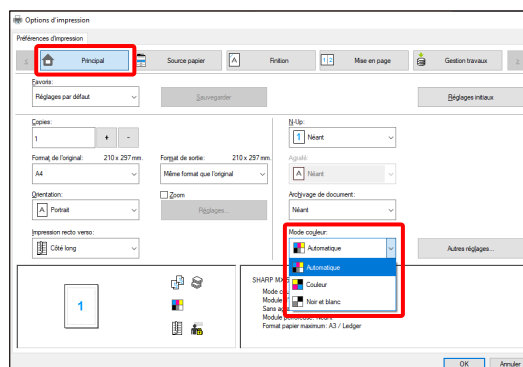 Options d'impression
Préférences d'impression
Principal
Source papier
Finition
Mise en page
Gestion travaux
Favoris:
Réglages par défaut
Sauvegarder
Réglages initiaux
Copies:
1
+
-
N-Up:
1 Néant
Format de l'original: 210 x 297 mm.
Format de sortie: 210 x 297 mm.
Agrafé:
A4
Même format que l'original
Néant
Orientation:
Zoom
Archivage de document:
Portrait
Réglages...
Néant
Impression recto verso:
Mode couleur:
Côté long
Automatique
Autres réglages...
Automatique
Couleur
Noir et blanc
1
SHARP
Mode
Module
Sans
Module
Format papier maximum: A3 / Ledger
OK
Annuler